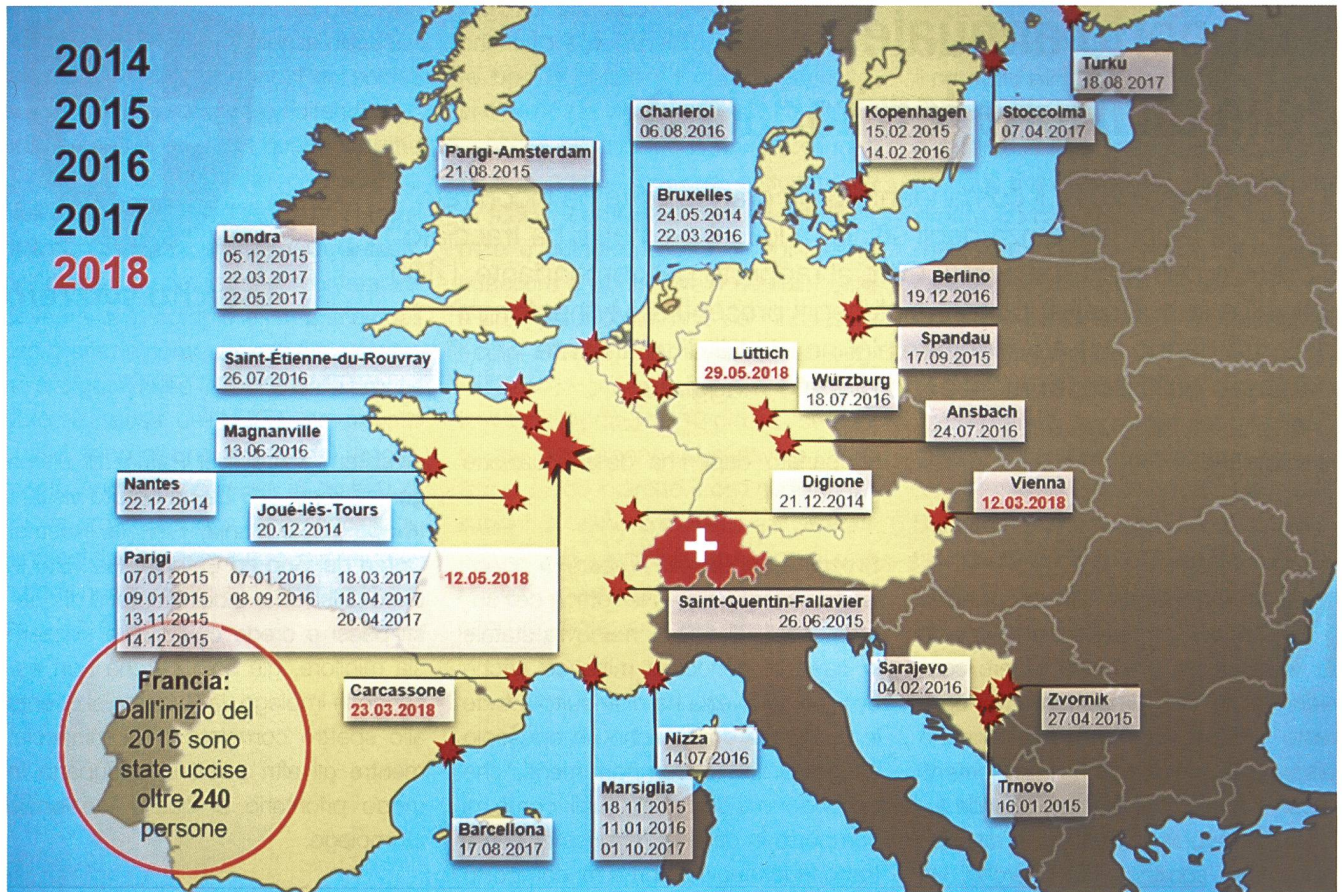 2014
2015
2016
2017
2018
Turku
18.08.2017
Charleroi
06.08.2016
Kopenhagen
15.02.2015
14.02.2016
Stoccolma
07.04.2017
Parigi-Amsterdam
21.08.2015
Bruxelles
24.05.2014
22.03.2016
Londra
05.12.2015
22.03.2017
22.05.2017
Berlino
19.12.2016
Spandau
17.09.2015
Saint-Étienne-du-Rouvray
26.07.2016
Lüttich
29.05.2018
Würzburg
18.07.2016
Ansbach
24.07.2016
Magnanville
13.06.2016
Nantes
22.12.2014
Joué-lès-Tours
20.12.2014
Digione
21.12.2014
Vienna
12.03.2018
Parigi
07.01.2015 07.01.2016 18.03.2017 12.05.2018
09.01.2015 08.09.2016 18.04.2017
13.11.2015 20.04.2017
14.12.2015
Saint-Quentin-Fallavier
26.06.2015
Francia:
Dall'inizio del
2015 sono
state uccise
oltre 240
persone
Carcassone
23.03.2018
Sarajevo
04.02.2016
Zvornik
27.04.2015
Nizza
14.07.2016
Marsiglia
18.11.2015
11.01.2016
01.10.2017
Trnovo
16.01.2015
Barcellona
17.08.2017